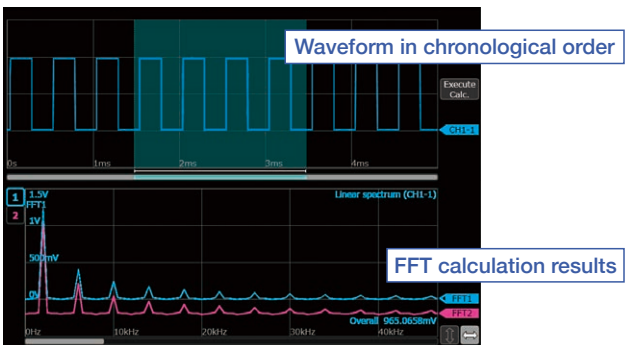 Waveform in chronological order
Execute
Calc.
CH1-1
0s 1ms 2ms 3ms 4ms
1 1.5V Linear spectrum (CH1-1)
FFT1
2 1V
500mV
FFT calculation results
0V FFT1
FFT2
Overall 965.0658mV
0Hz 10kHz 20kHz 30kHz 40kHz